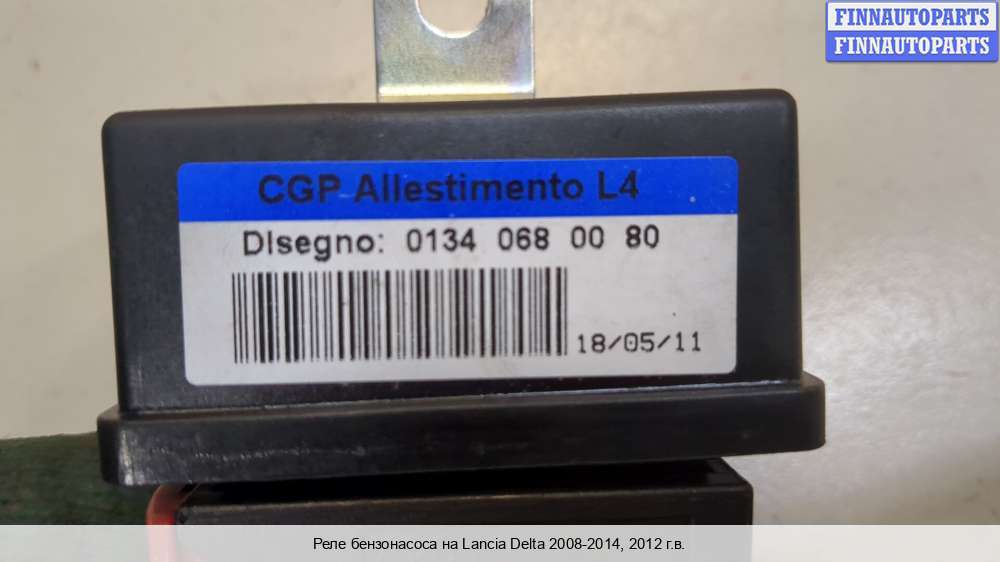 FINNAUTOPARTS
FINNAUTOPARTS
CGP Allestimento L4
DIsegno: 0134 068 00 80
18/05/11
Реле бензонасоса на Lancia Delta 2008-2014, 2012 г.в.